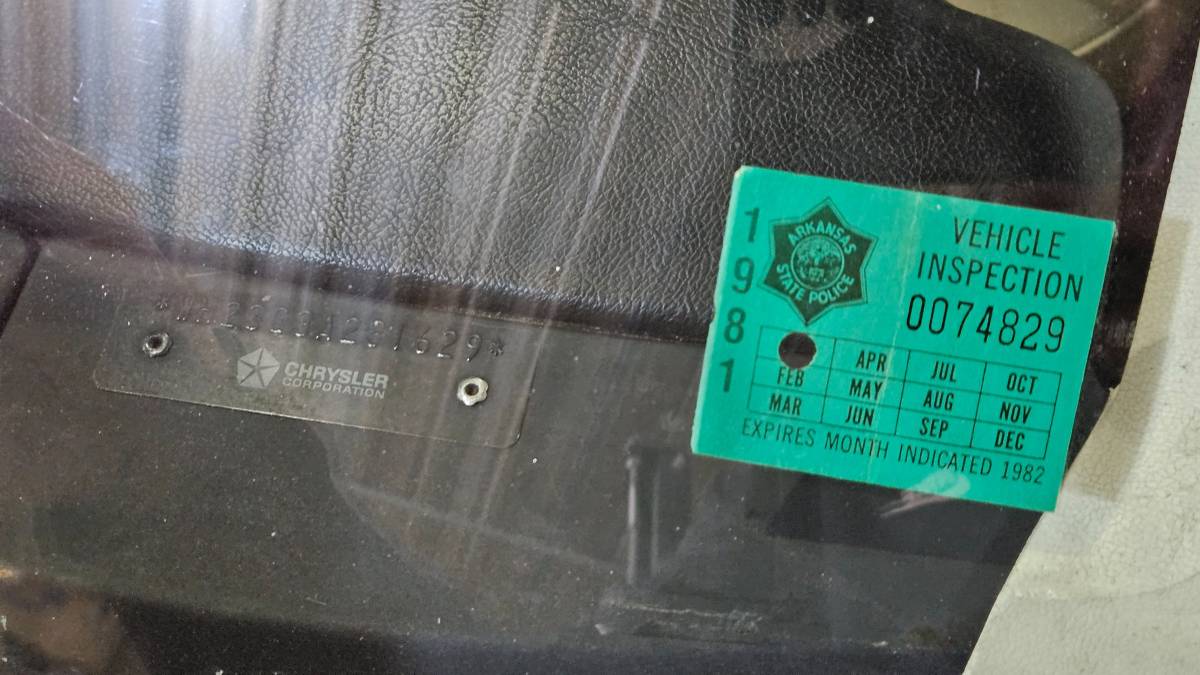 CHRYSLER
CORPORATION
1981
ARKANSAS
STATE POLICE
VEHICLE
INSPECTION
0074829
APR JUL OCT
FEB MAY AUG NOV
MAR JUN SEP DEC
EXPIRES MONTH INDICATED 1982